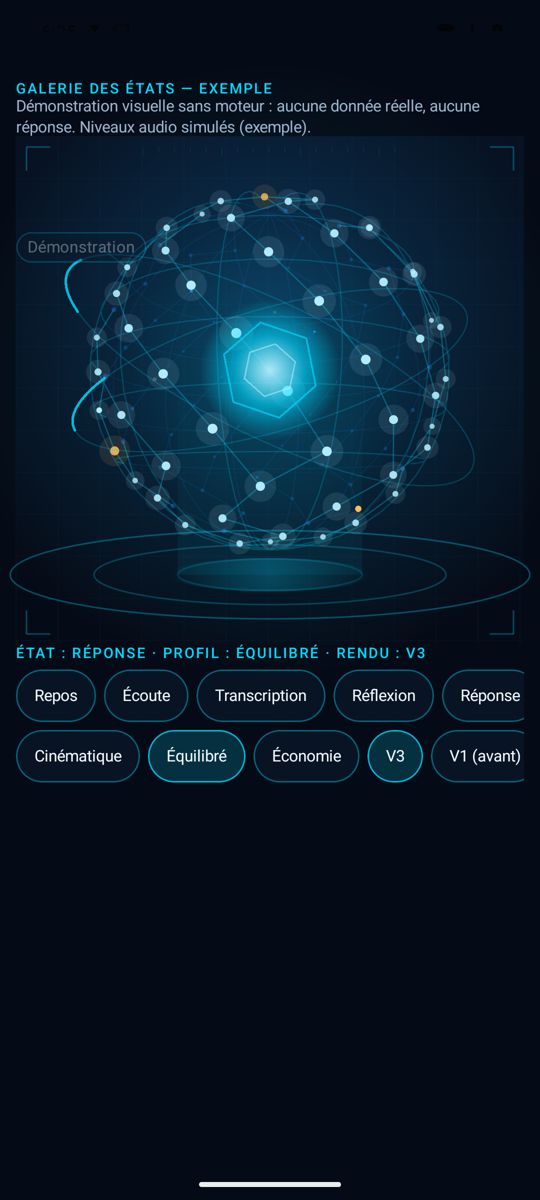 GALERIE DES ÉTATS — EXEMPLE
Démonstration visuelle sans moteur : aucune donnée réelle, aucune
réponse. Niveaux audio simulés (exemple).
Démonstration
ÉTAT : RÉPONSE · PROFIL : ÉQUILIBRÉ · RENDU : V3
Repos Écoute Transcription Réflexion Réponse
Cinématique Équilibré Économie V3 V1 (avant)